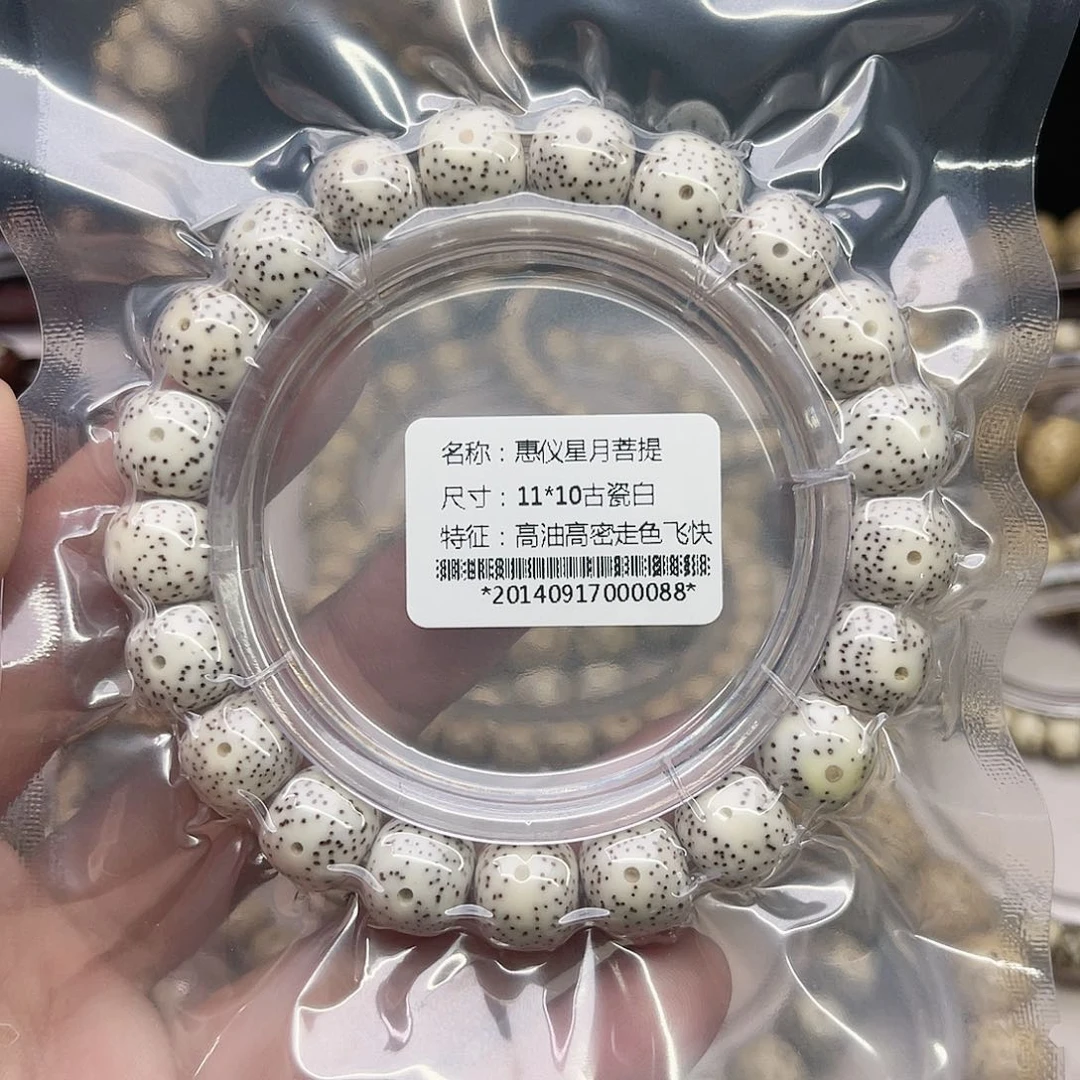 名称：惠仪星月菩提
尺寸：11*10古瓷白
特征：高油高密走色飞快
*20140917000088*